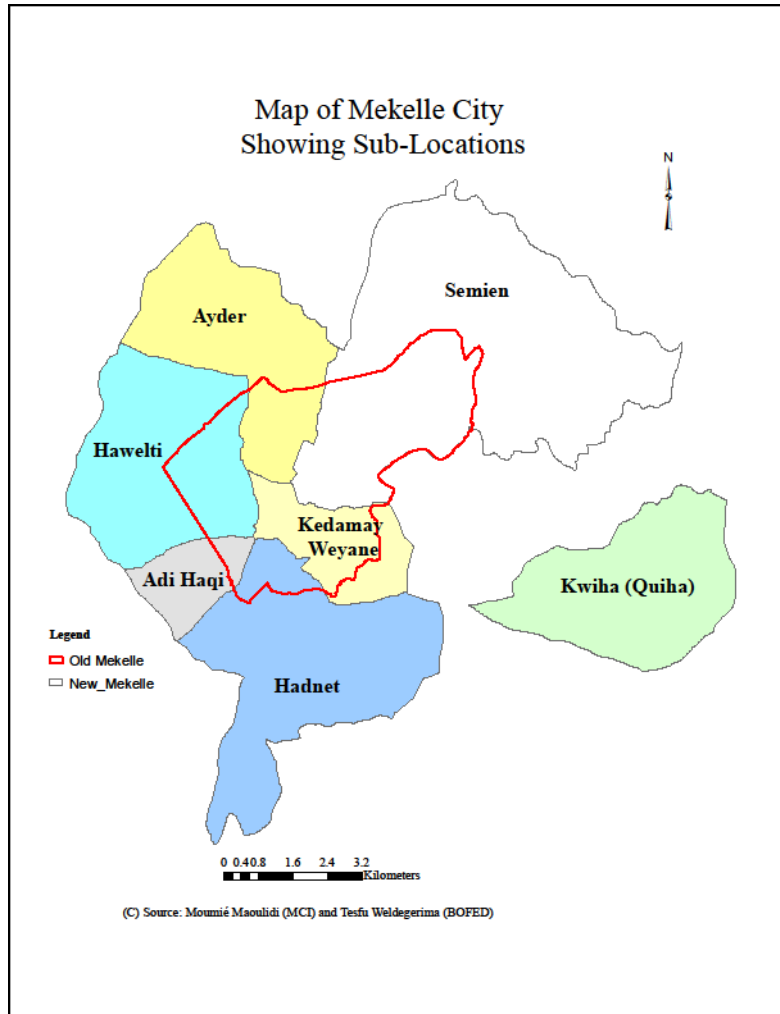 Map of Mekelle City
Showing Sub-Locations
N
Semien
Ayder
Hawelti
Kedamay
Weyane
Adi Haqi
Kwiha (Quiha)
Legend
Old Mekelle
New_Mekelle
Hadnet
0 0.40.8 1.6 2.4 3.2
Kilometers
(C) Source: Moumié Maoulidi (MCI) and Tesfu Weldegerima (BOFED)